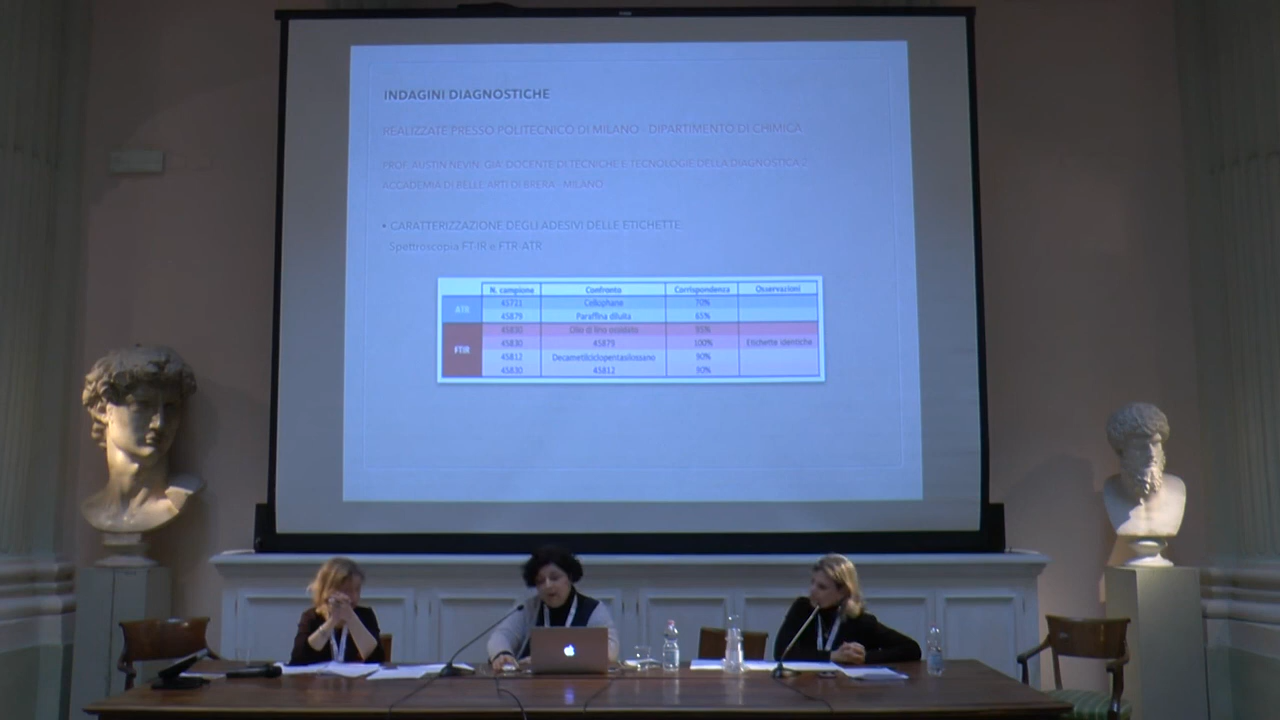 INDAGINI DIAGNOSTICHE
REALIZZATE PRESSO POLITECNICO DI MILANO - DIPARTIMENTO DI CHIMICA
PROF. AUSTIN NEVIN, GIÀ DOCENTE DI TECNICHE E TECNOLOGIE DELLA DIAGNOSTICA 2
ACCADEMIA DI BELLE ARTI DI BRERA - MILANO
• CARATTERIZZAZIONE DEGLI ADESIVI DELLE ETICHETTE
Spettroscopia FT-IR e FTR-ATR
N. campione Confronto Corrispondenza Osservazioni
ATR 45711 Cellophane 70%
45879 Paraffina diluita 65%
FTIR 45830 Olio di lino ossidato 95%
45830 45879 100% Etichette identiche
45812 Decametilciclopentasilossano 90%
45830 45812 90%